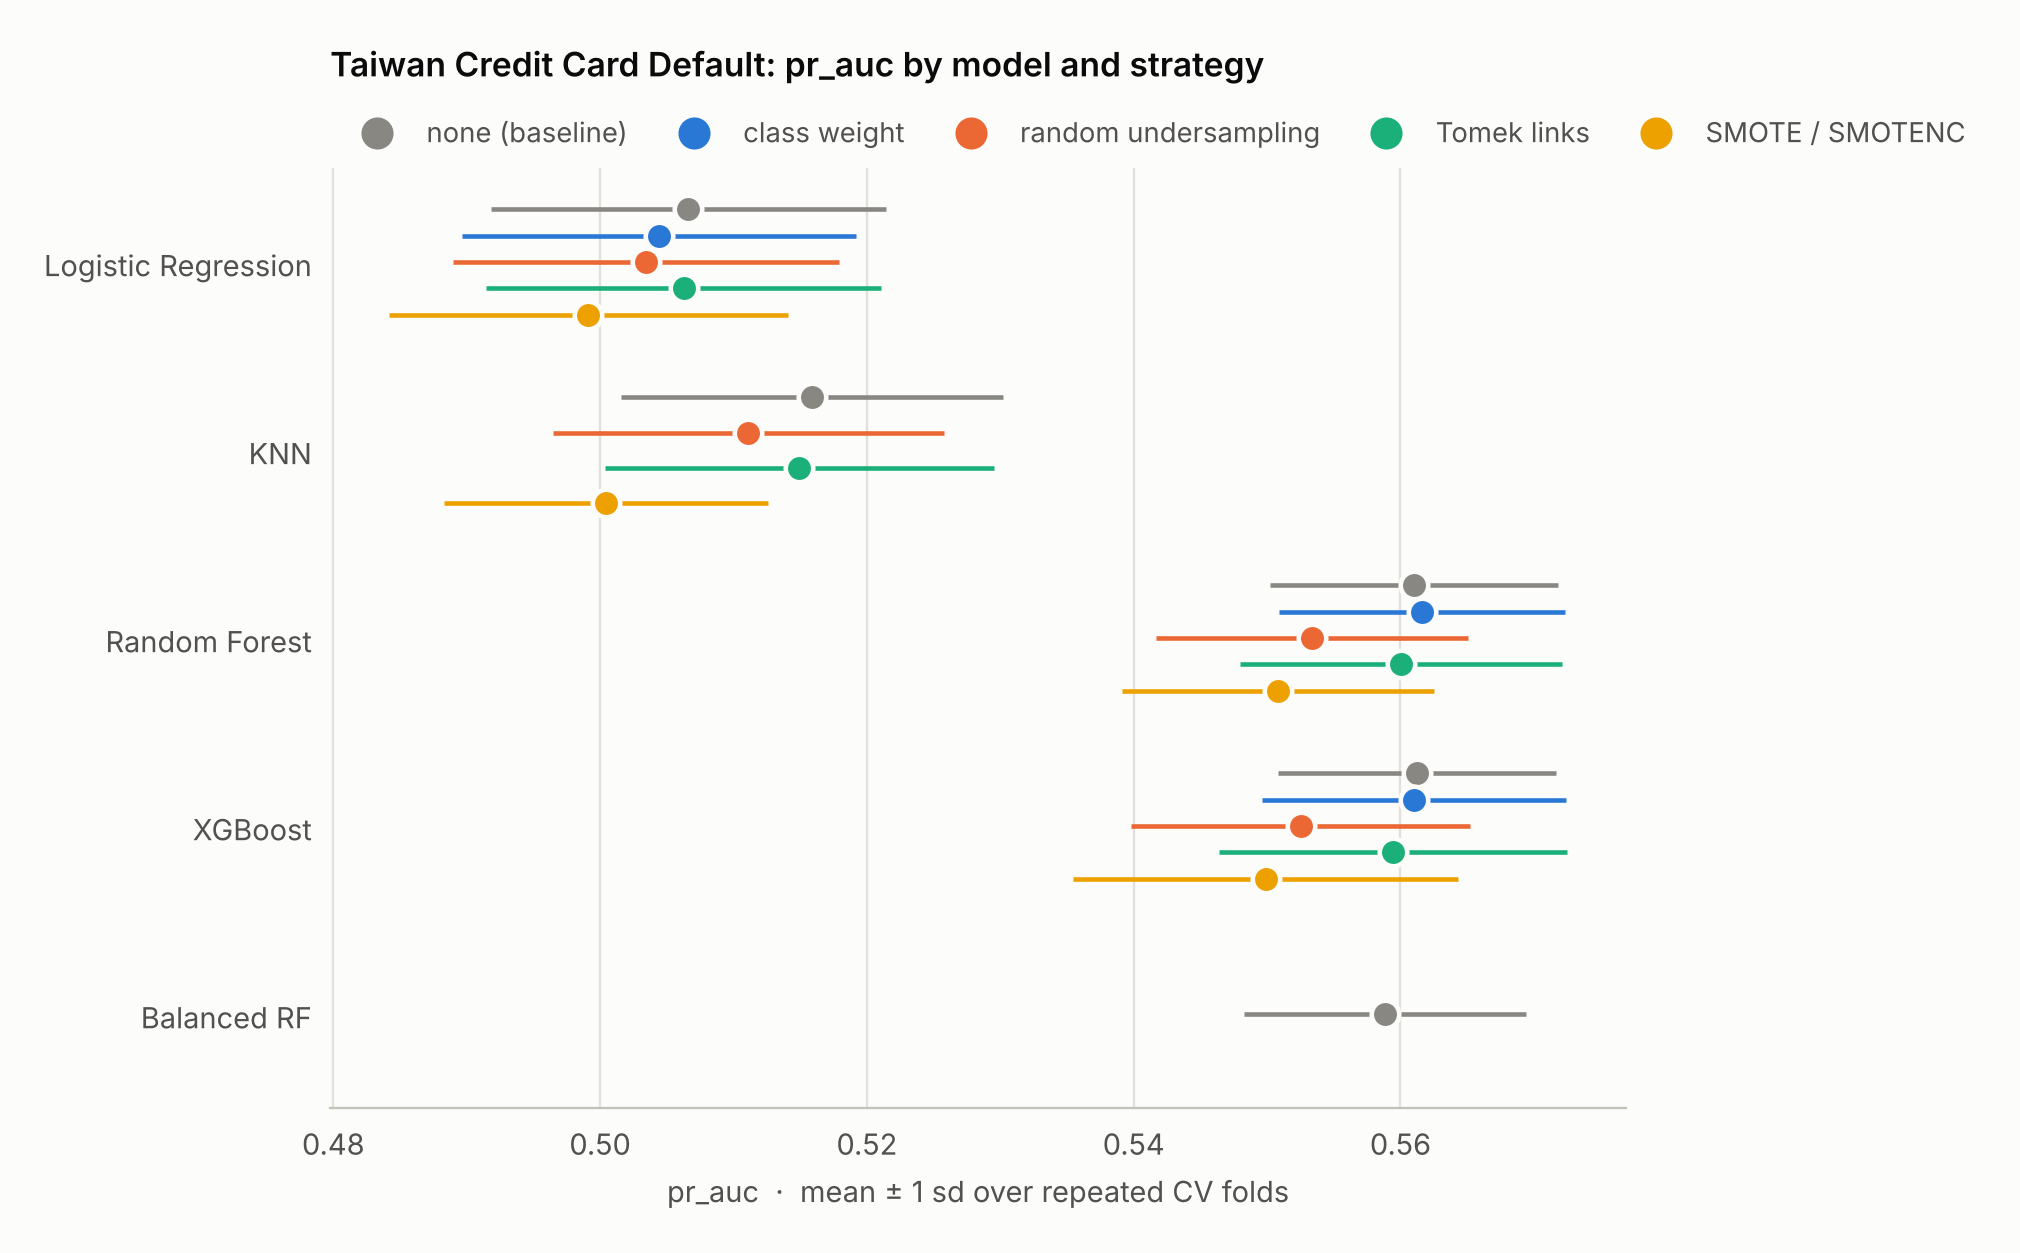 Taiwan Credit Card Default: pr_auc by model and strategy
none (baseline) class weight random undersampling Tomek links SMOTE / SMOTENC
Logistic Regression
KNN
Random Forest
XGBoost
Balanced RF
0.48 0.50 0.52 0.54 0.56
pr_auc · mean ± 1 sd over repeated CV folds